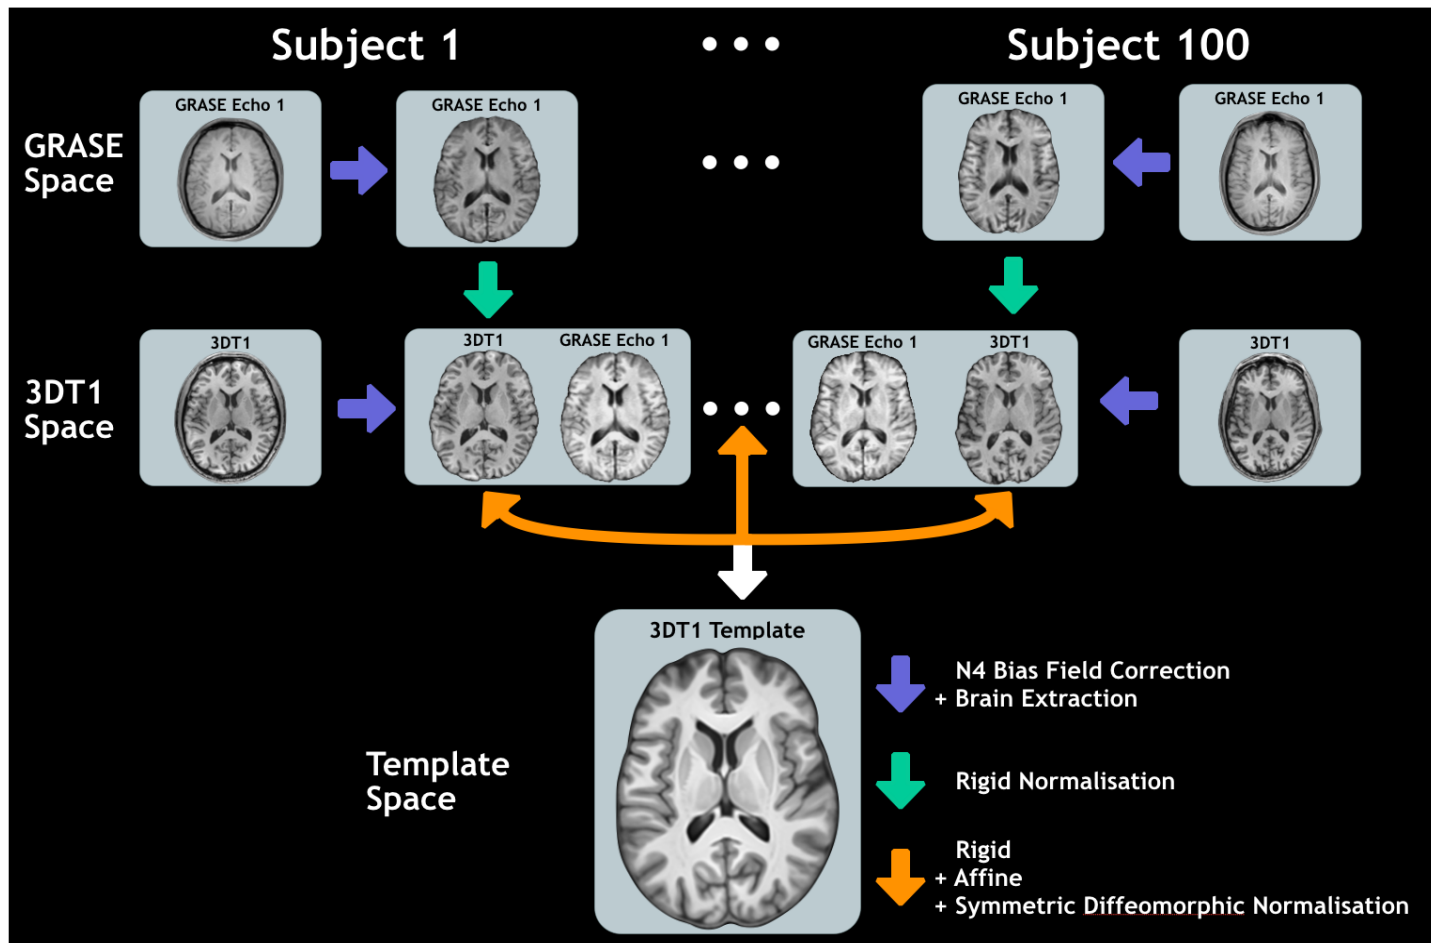 Subject 1
Subject 100
GRASE Echo 1
GRASE Echo 1
GRASE Echo 1
GRASE Echo 1
GRASE
Space
3DT1
3DT1
GRASE Echo 1
GRASE Echo 1
3DT1
3DT1
3DT1
Space
3DT1 Template
Template
Space
N4 Bias Field Correction
+ Brain Extraction
Rigid Normalisation
Rigid
+ Affine
+ Symmetric Diffeomorphic Normalisation